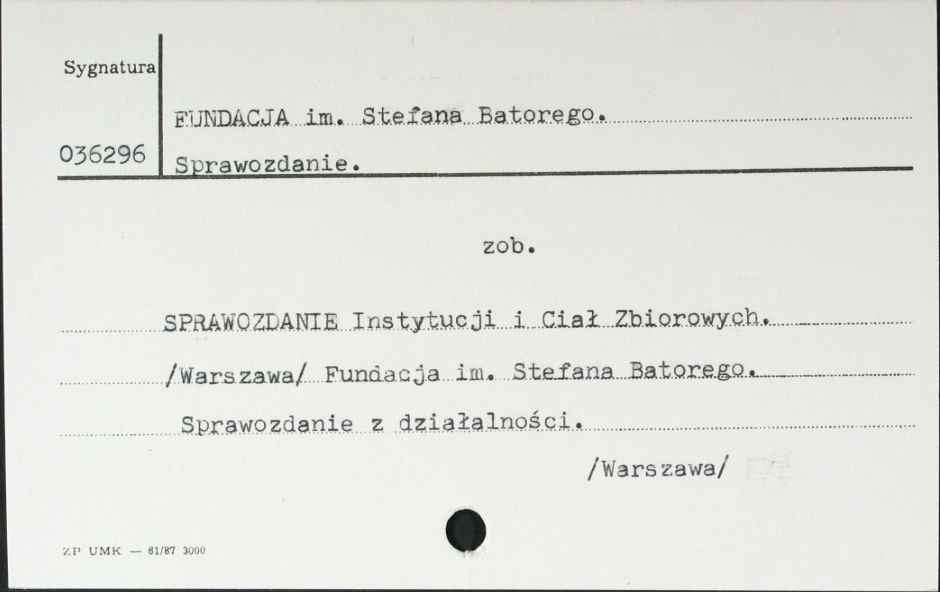 Sygnatura
FUNDACJA im. Stefana Batorego.
036296
Sprawozdanie.
zob.
SPRAWOZDANIE Instytucji i Ciał Zbiorowych.
/Warszawa/ Fundacja im. Stefana Batorego.
Sprawozdanie z działalności.
/Warszawa/
ZP UMK — 61/87 3000